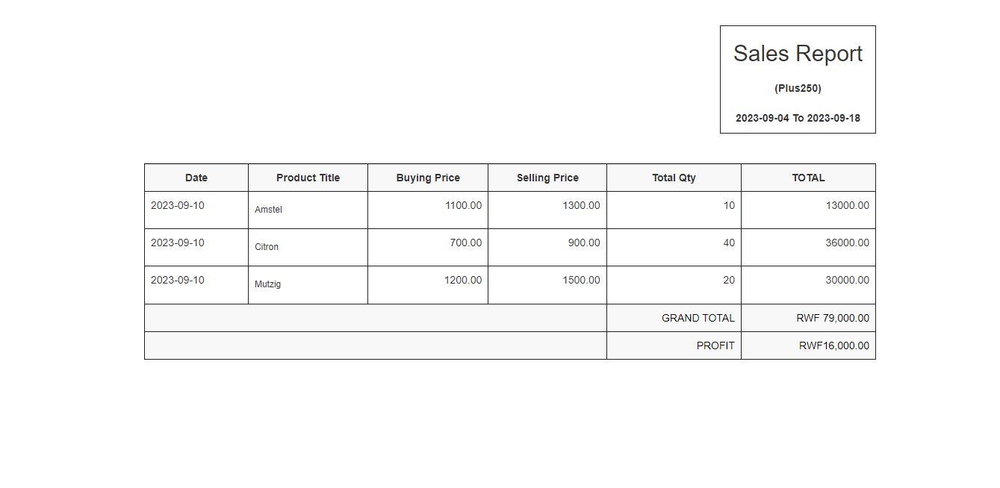 Sales Report
(Plus250)
2023-09-04 To 2023-09-18
Date Product Title Buying Price Selling Price Total Qty TOTAL
2023-09-10 Amstel 1100.00 1300.00 10 13000.00
2023-09-10 Citron 700.00 900.00 40 36000.00
2023-09-10 Mutzig 1200.00 1500.00 20 30000.00
GRAND TOTAL RWF 79,000.00
PROFIT RWF16,000.00